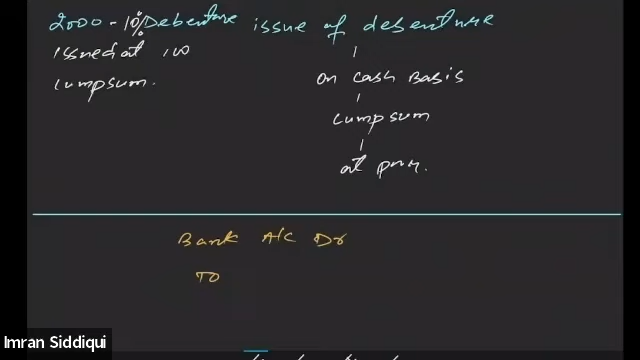 2000 - 10% Debenture
issued at 100
lumpsum.
issue of debenture
on cash Basis
lumpsum
at par.
Bank A/c Dr
TO
Imran Siddiqui